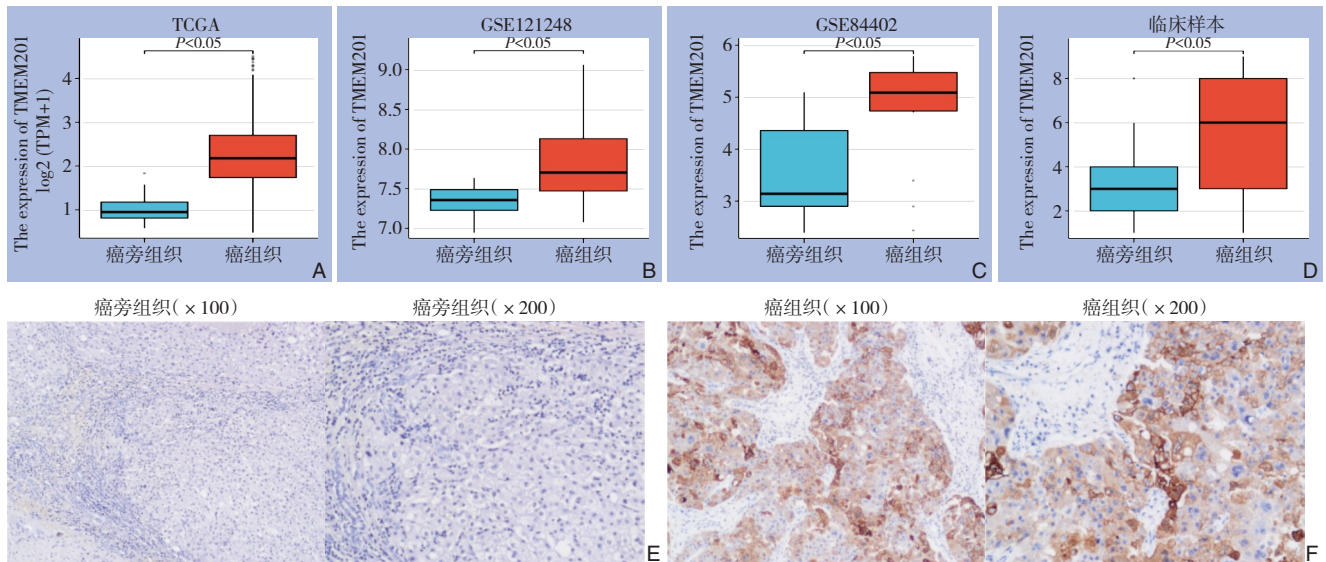 TCGA
The expression of TMEM201
log2 (TPM+1)
P<0.05
4
3
2
1
癌旁组织
癌组织
A
GSE121248
The expression of TMEM201
P<0.05
9.0
8.5
8.0
7.5
7.0
癌旁组织
癌组织
B
GSE84402
The expression of TMEM201
P<0.05
6
5
4
3
癌旁组织
癌组织
C
临床样本
The expression of TMEM201
P<0.05
8
6
4
2
癌旁组织
癌组织
D
癌旁组织(×100)
癌旁组织(×200)
E
癌组织(×100)
癌组织(×200)
F